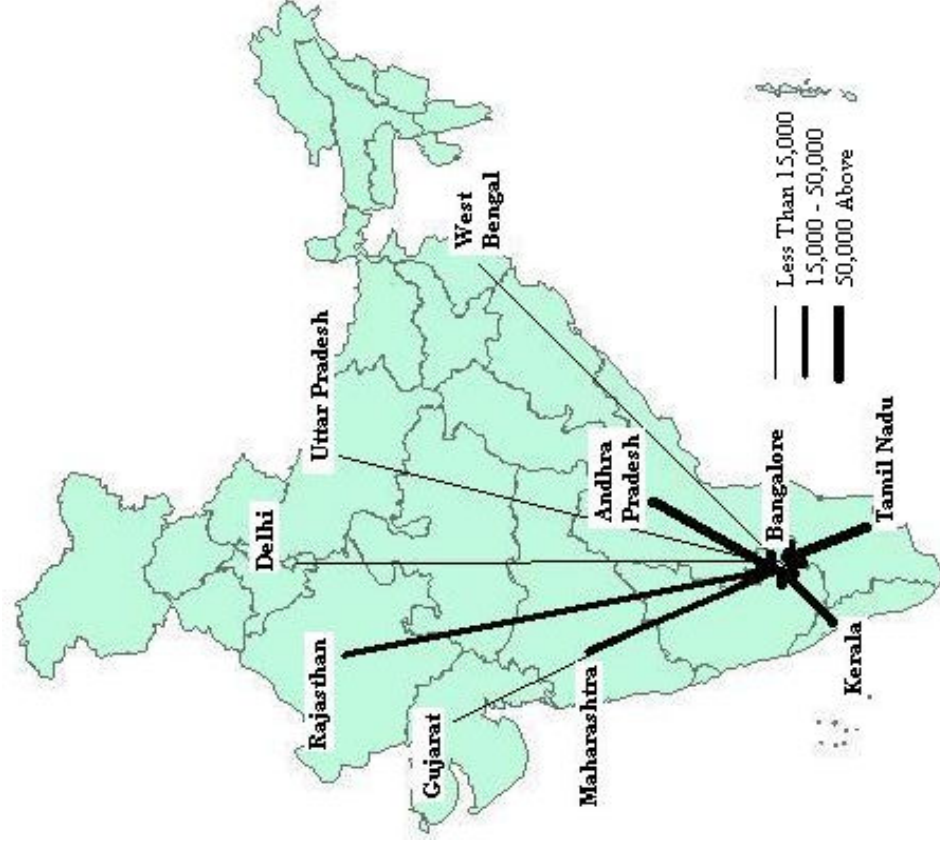 Delhi
Uttar Pradesh
Rajasthan
Gujarat
West
Bengal
Maharashtra
Andhra
Pradesh
Bangalore
Kerala
Tamil Nadu
Less Than 15,000
15,000 - 50,000
50,000 Above